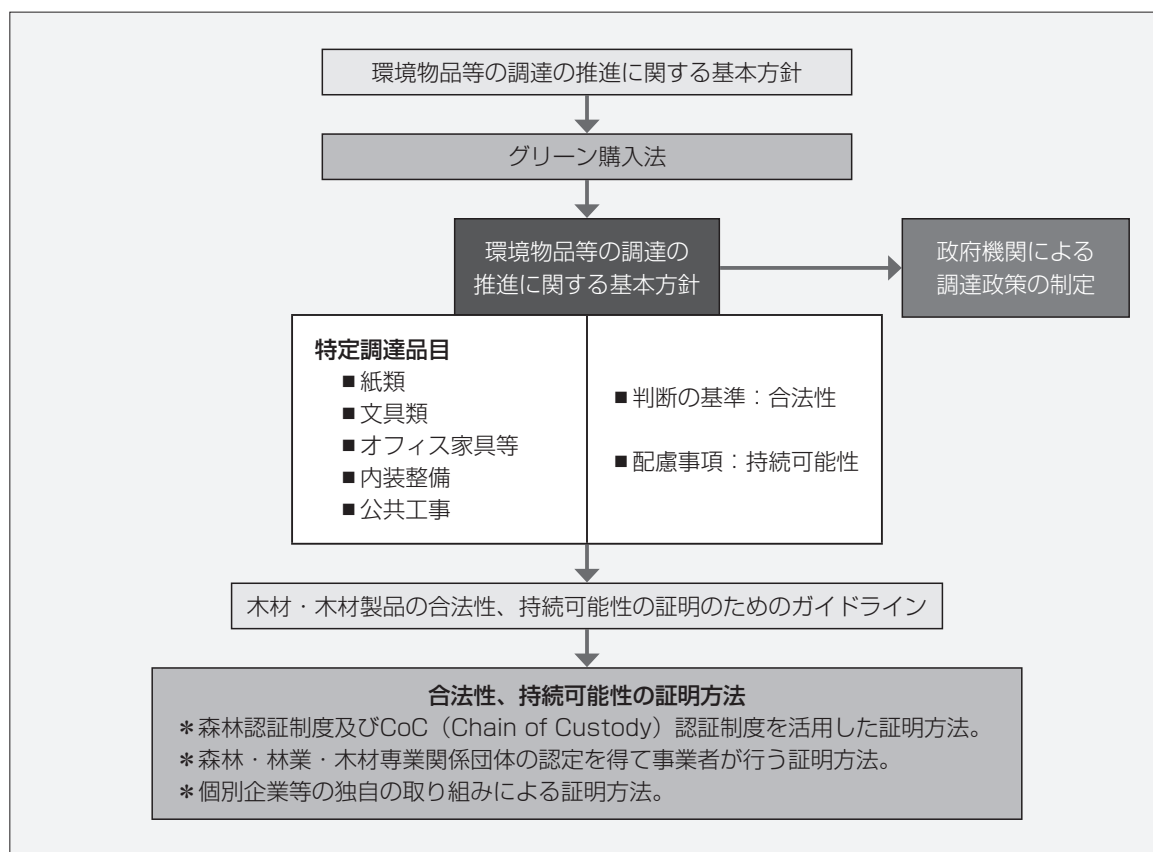 環境物品等の調達の推進に関する基本方針
グリーン購入法
環境物品等の調達の
推進に関する基本方針
政府機関による
調達政策の制定
特定調達品目
■紙類
■文具類
■オフィス家具等
■内装整備
■公共工事
■判断の基準：合法性
■配慮事項：持続可能性
木材・木材製品の合法性、持続可能性の証明のためのガイドライン
合法性、持続可能性の証明方法
＊森林認証制度及びCoC（Chain of Custody）認証制度を活用した証明方法。
＊森林・林業・木材専業関係団体の認定を得て事業者が行う証明方法。
＊個別企業等の独自の取り組みによる証明方法。